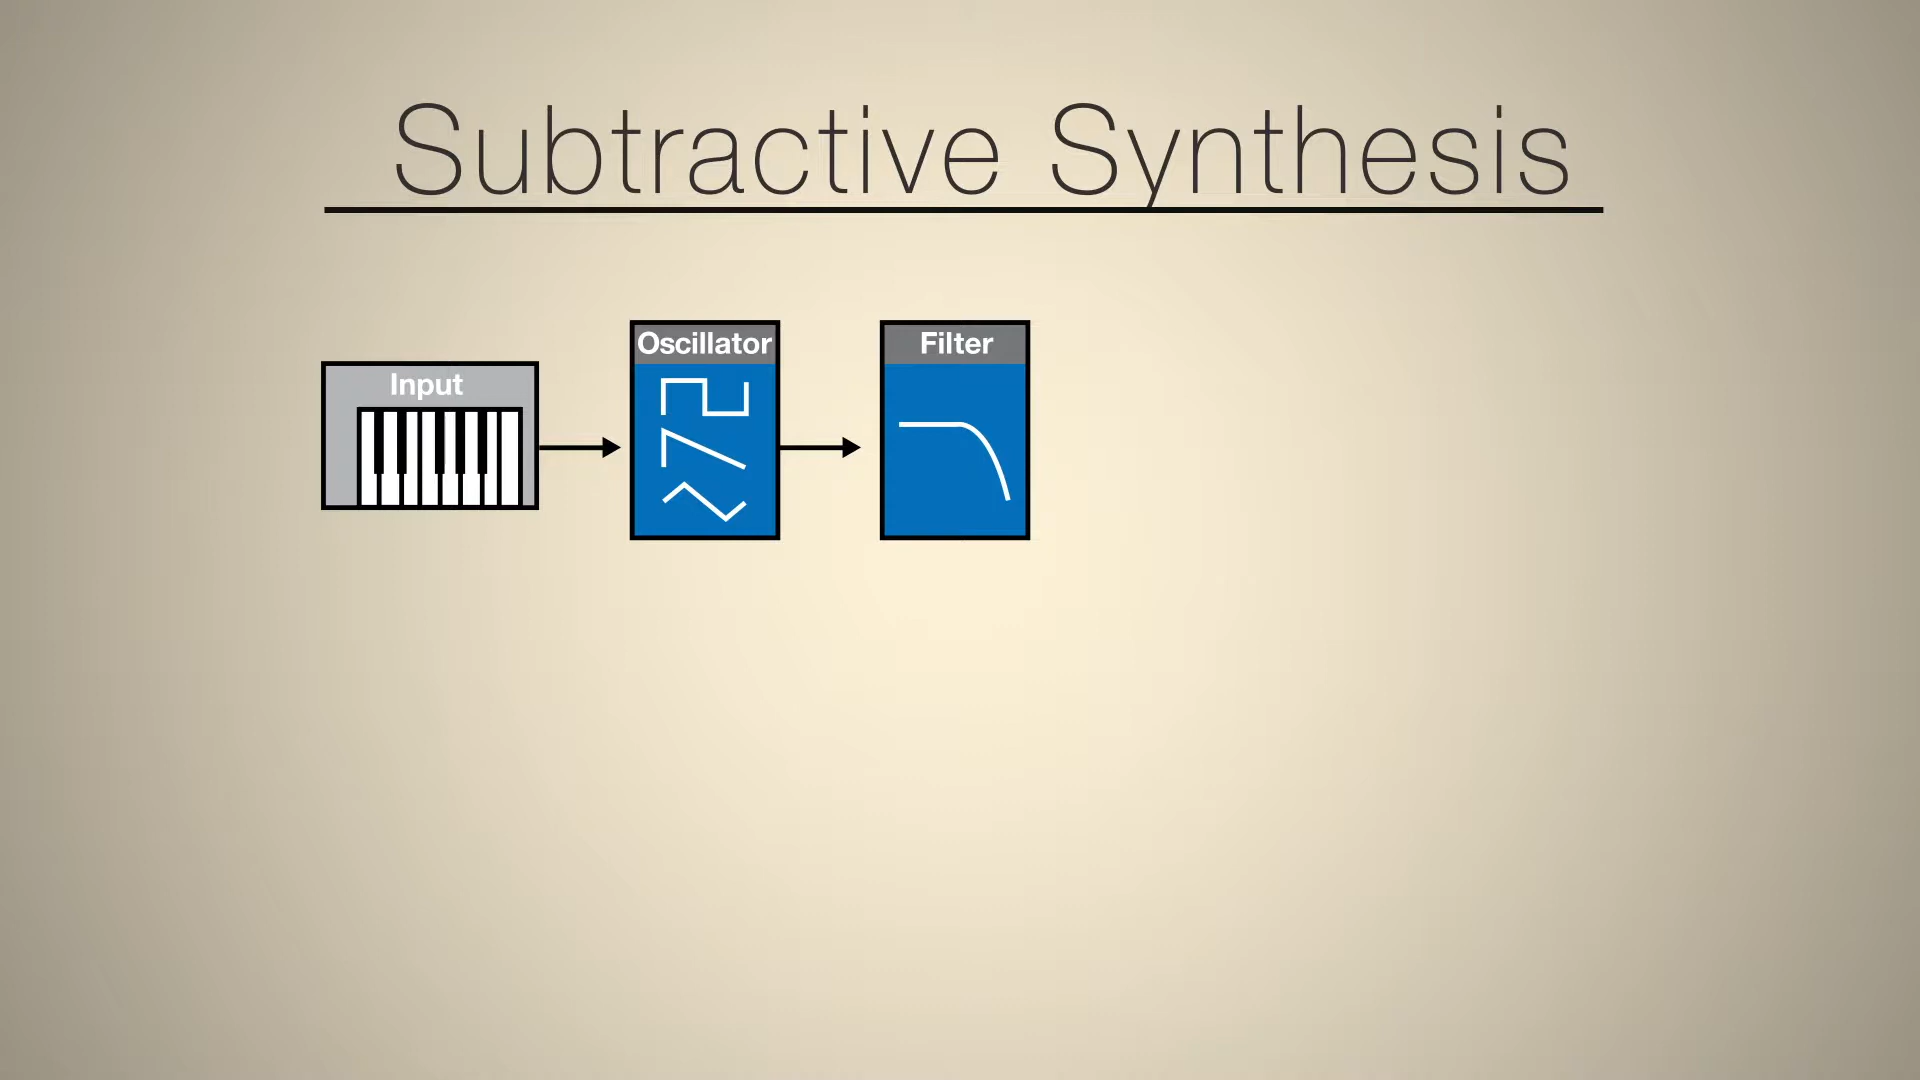 Subtractive Synthesis
Input
Oscillator
Filter